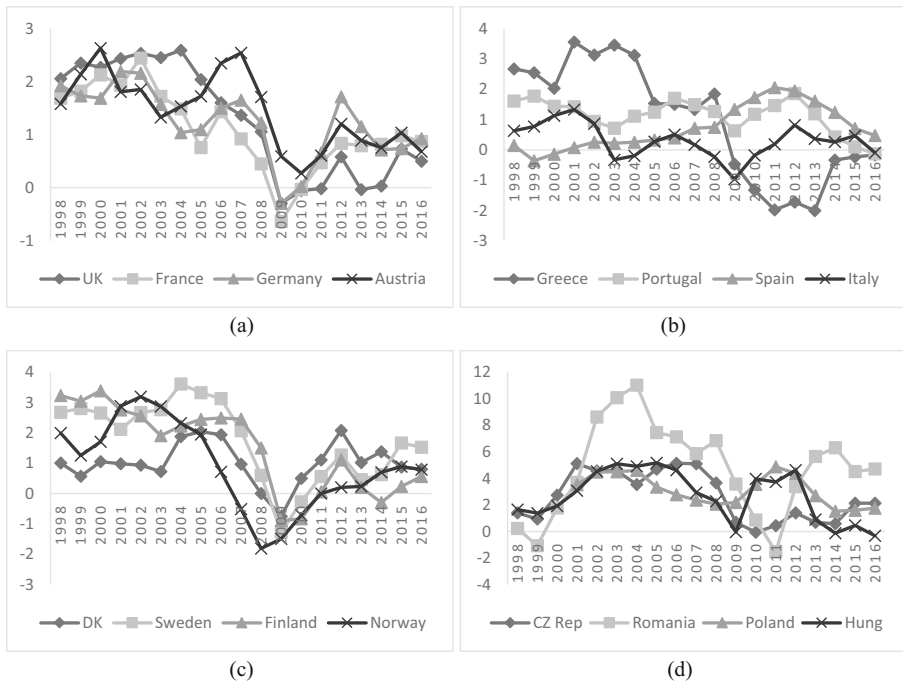 3
2
1
0
-1
1998 1999 2000 2001 2002 2003 2004 2005 2006 2007 2008 2009 2010 2011 2012 2013 2014 2015 2016
UK France Germany Austria
(a)
4
3
2
1
0
-1
-2
-3
1998 1999 2000 2001 2002 2003 2004 2005 2006 2007 2008 2009 2010 2011 2012 2013 2014 2015 2016
Greece Portugal Spain Italy
(b)
4
3
2
1
0
-1
-2
-3
1998 1999 2000 2001 2002 2003 2004 2005 2006 2007 2008 2009 2010 2011 2012 2013 2014 2015 2016
DK Sweden Finland Norway
(c)
12
10
8
6
4
2
0
-2
-4
1998 1999 2000 2001 2002 2003 2004 2005 2006 2007 2008 2009 2010 2011 2012 2013 2014 2015 2016
CZ Rep Romania Poland Hung
(d)